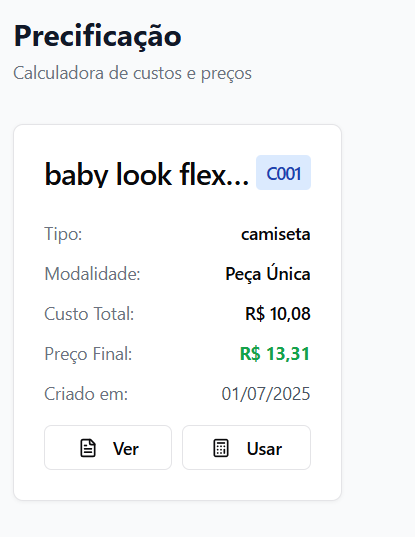 Precificação
Calculadora de custos e preços
baby look flex... C001
Tipo: camiseta
Modalidade: Peça Única
Custo Total: R$ 10,08
Preço Final: R$ 13,31
Criado em: 01/07/2025
Ver Usar